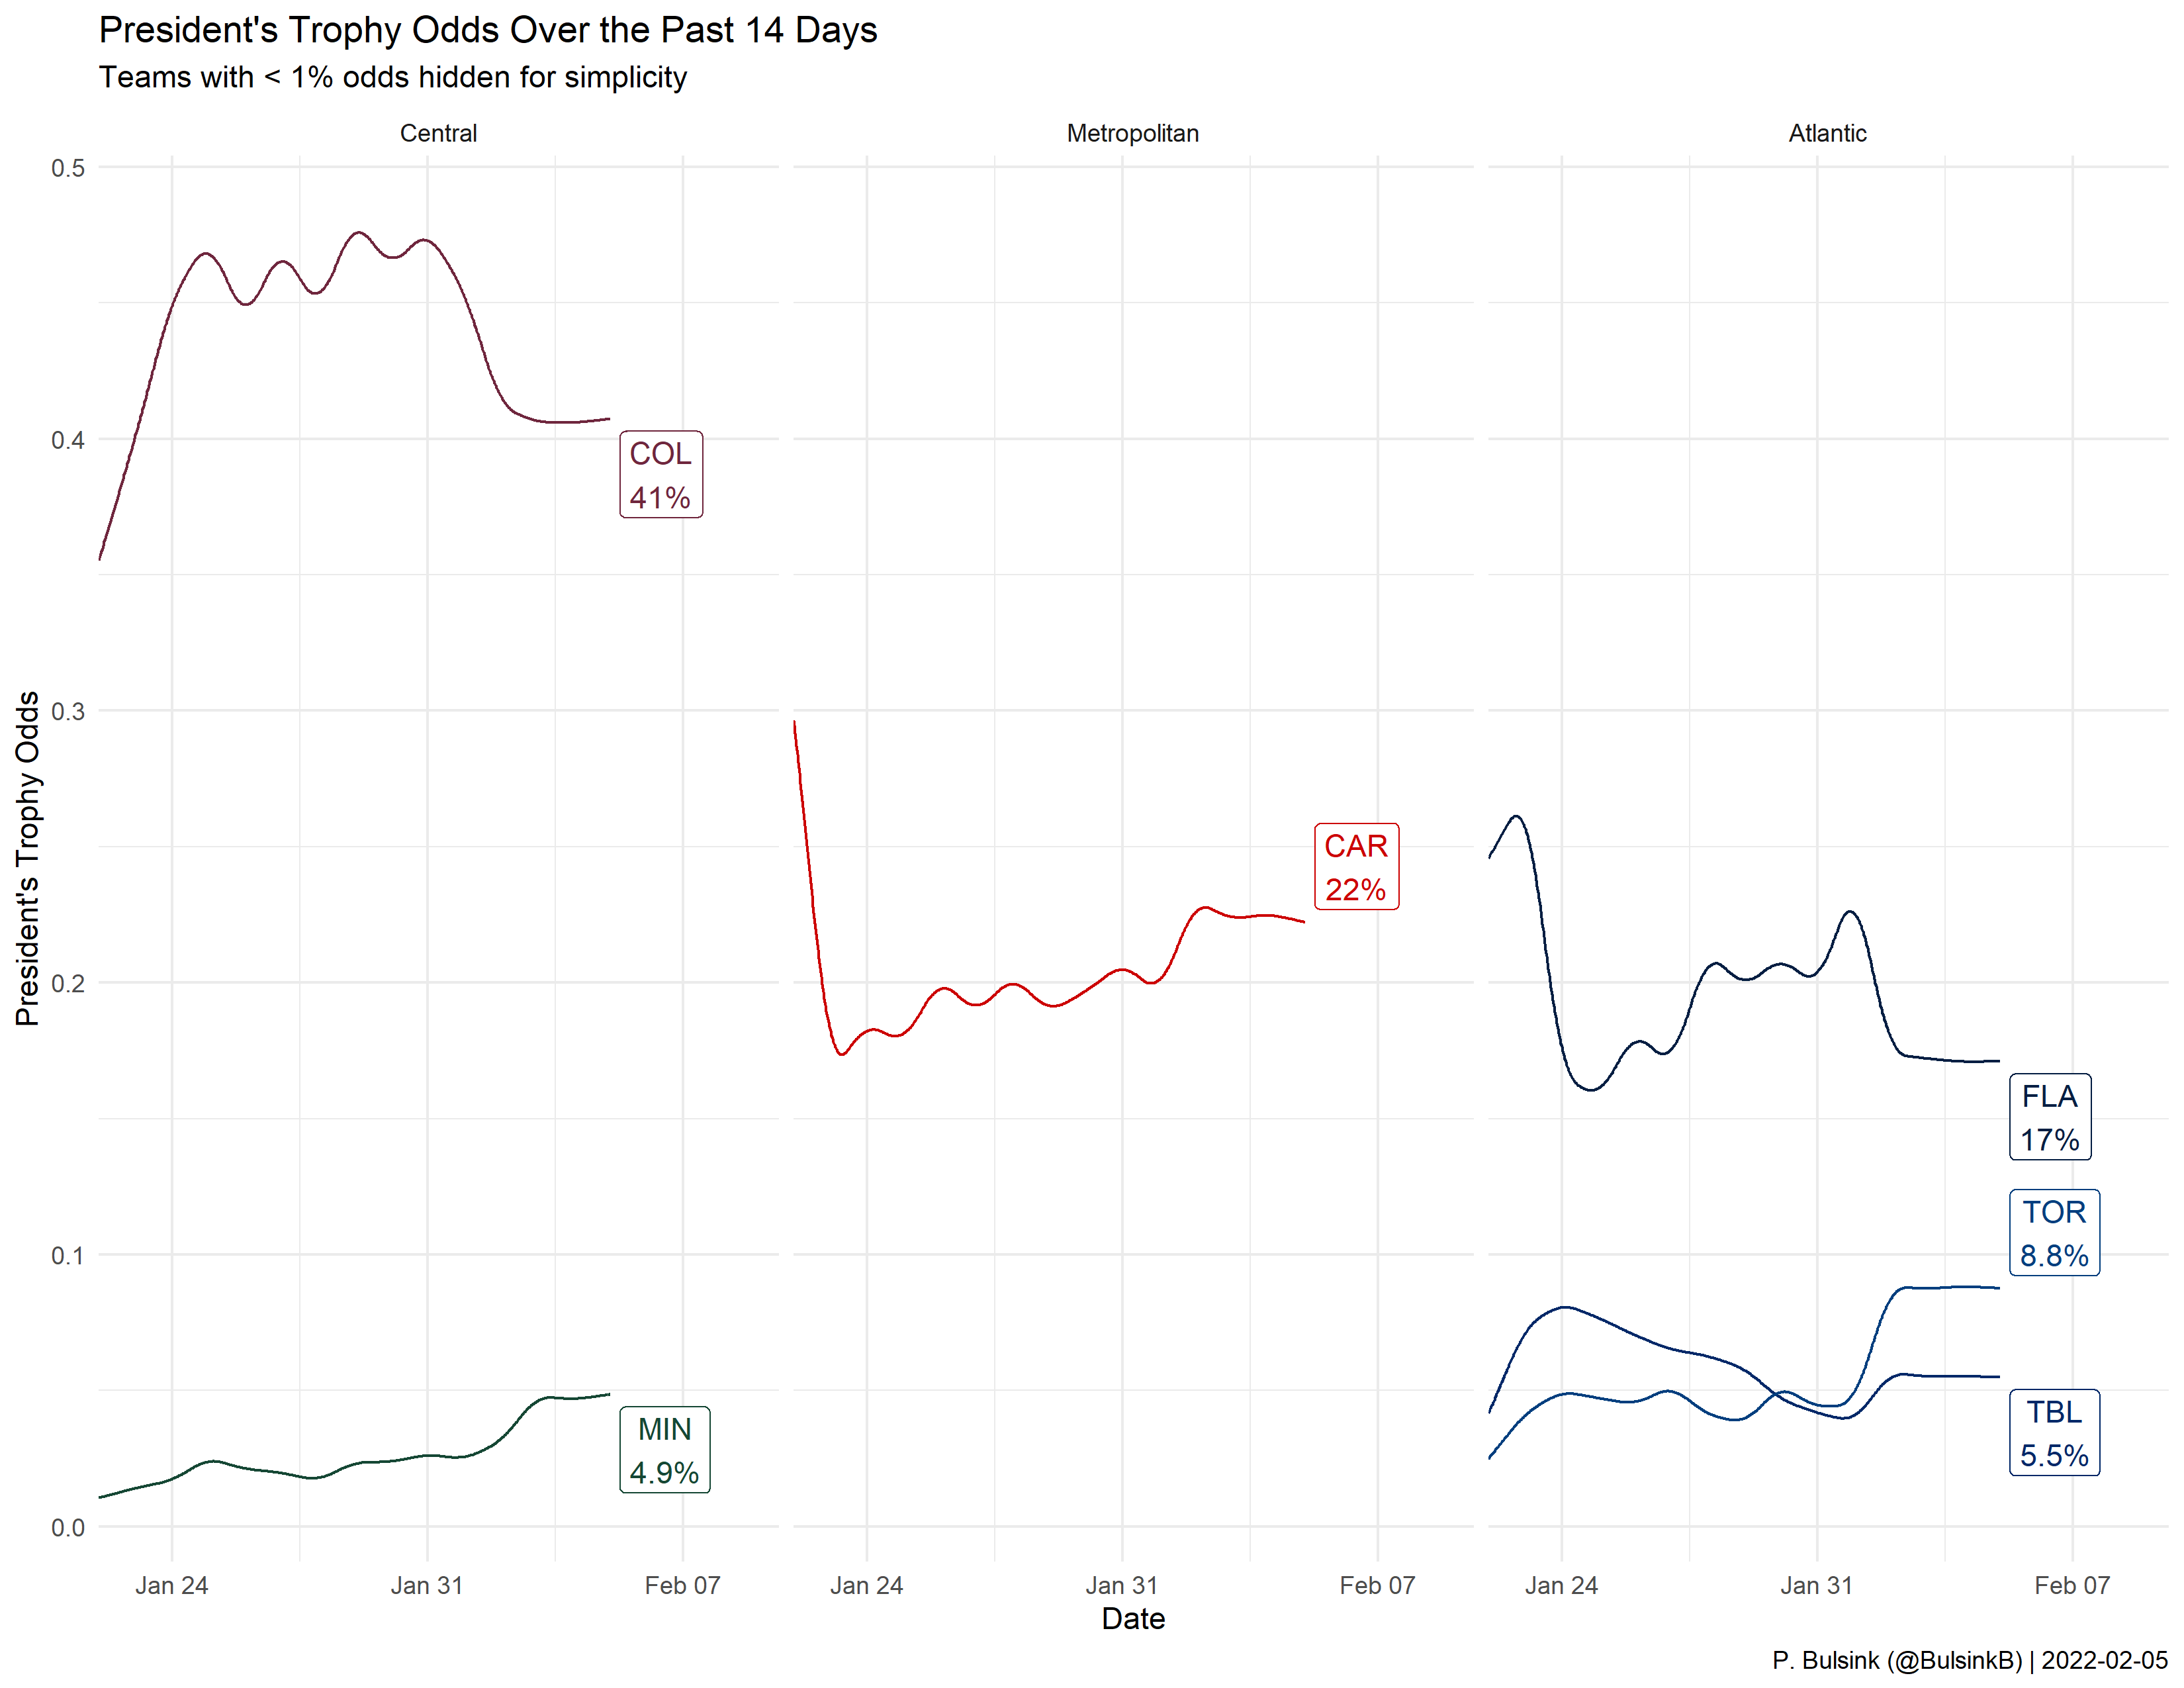 President's Trophy Odds Over the Past 14 Days
Teams with < 1% odds hidden for simplicity
Central
Metropolitan
Atlantic
President's Trophy Odds
0.5
0.4
0.3
0.2
0.1
0.0
COL
41%
MIN
4.9%
CAR
22%
FLA
17%
TOR
8.8%
TBL
5.5%
Jan 24
Jan 31
Feb 07
Jan 24
Jan 31
Feb 07
Jan 24
Jan 31
Feb 07
Date
P. Bulsink (@BulsinkB) | 2022-02-05